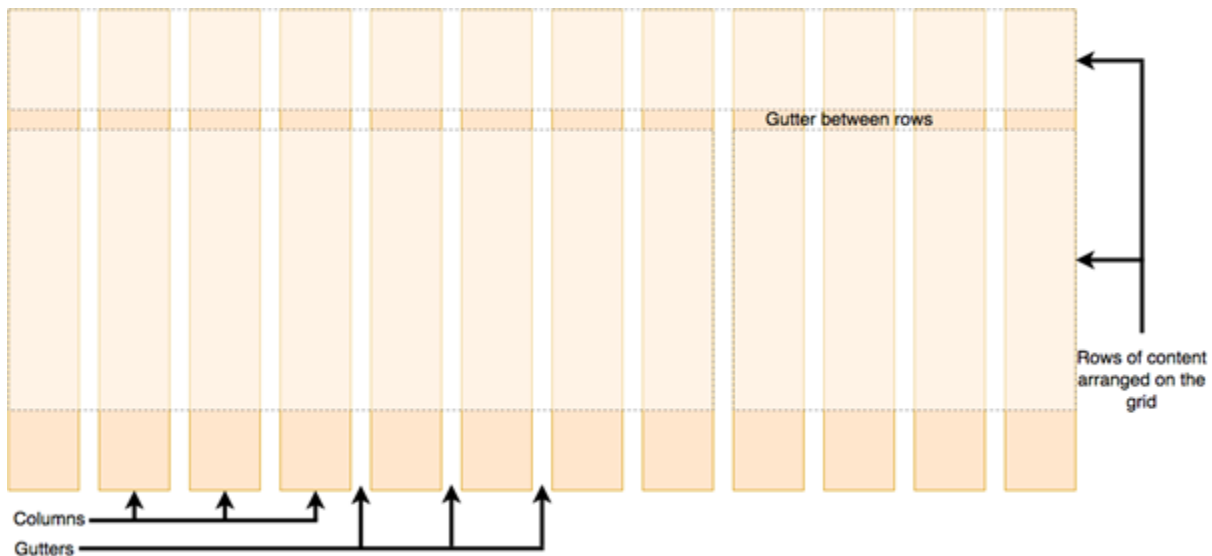 Gutter between rows
Rows of content
arranged on the
grid
Columns
Gutters